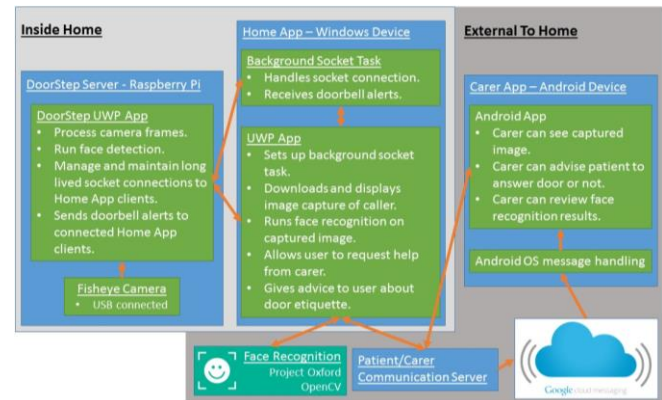 Inside Home
DoorStep Server - Raspberry Pi
DoorStep UWP App
• Process camera frames.
• Run face detection.
• Manage and maintain long
lived socket connections to
Home App clients.
• Sends doorbell alerts to
connected Home App
clients.
Fisheye Camera
• USB connected
Home App – Windows Device
Background Socket Task
• Handles socket connection.
• Receives doorbell alerts.
UWP App
• Sets up background socket
task.
• Downloads and displays
image capture of caller.
• Runs face recognition on
captured image.
• Allows user to request help
from carer.
• Gives advice to user about
door etiquette.
External To Home
Carer App – Android Device
Android App
• Carer can see captured
image.
• Carer can advise patient to
answer door or not.
• Carer can review face
recognition results.
Android OS message handling
Face Recognition
Project Oxford
OpenCV
Patient/Carer
Communication Server
Google cloud messaging